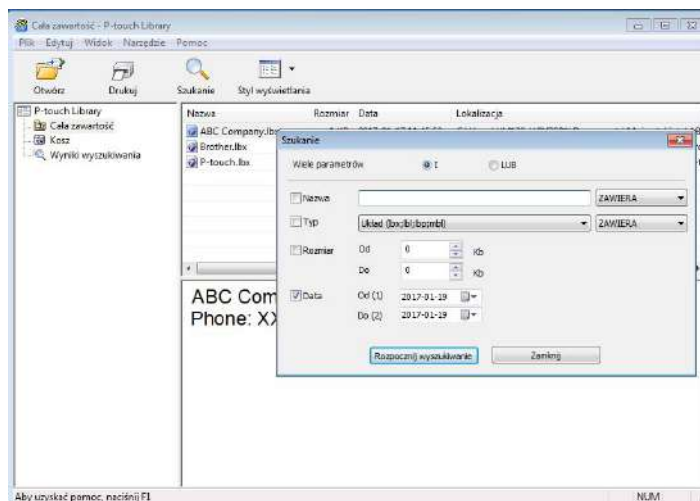 Cała zawartość - P-touch Library
Plik Edytuj Widok Narzędzie Pomoc
Otwórz Drukuj Szukanie Styl wyświetlania
P-touch Library
Cała zawartość
Kosz
Wyniki wyszukiwania
Nazwa Rozmiar Data Lokalizacja
ABC Company.lbx
Brother.lbx
P-touch.lbx
Szukanie
Wiele parametrów I LUB
Nazwa ZAWIERA
Typ Układ (lbx;lbl;lbp;mbl) ZAWIERA
Rozmiar Od 0 Kb
Do 0 Kb
Data Od (1) 2017-01-19
Do (2) 2017-01-19
Rozpocznij wyszukiwanie Zamknij
ABC Com
Phone: XX
Aby uzyskać pomoc, naciśnij F1 NUM